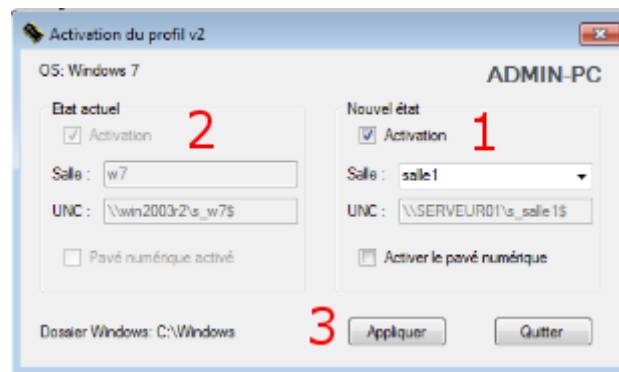 Activation du profil v2
OS: Windows 7
ADMIN-PC
Etat actuel
Activation
2
Salle : w7
UNC : \\win2003r2\s_w7$
Pavé numérique activé
Nouvel état
Activation
1
Salle : salle1
UNC : \\SERVEUR01\s_salle1$
Activer le pavé numérique
Dossier Windows: C:\Windows
3
Appliquer
Quitter